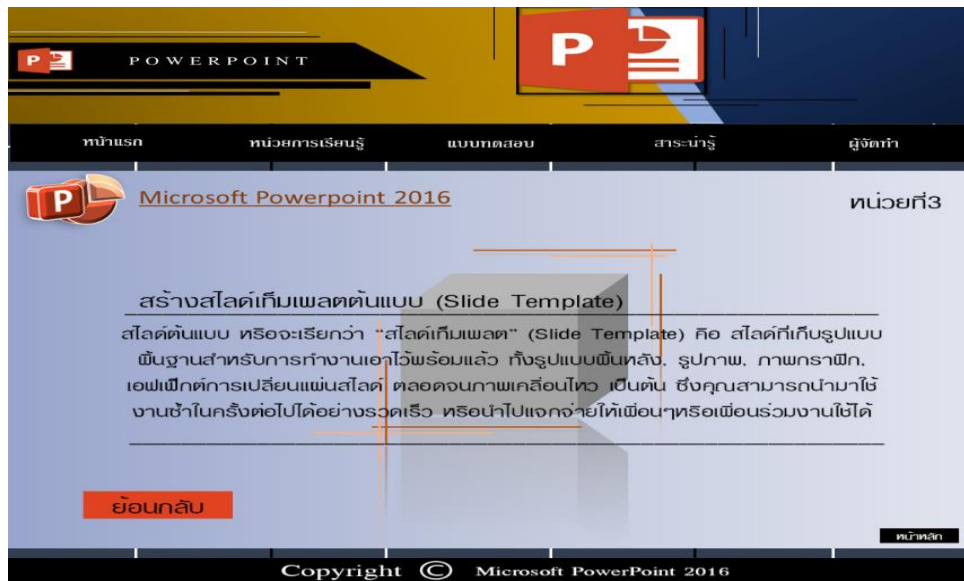 P POWERPOINT
P
หน้าแรก หน่วยการเรียนรู้ แบบทดสอบ สาระน่ารู้ ผู้จัดทำ
P Microsoft Powerpoint 2016 หน่วยที่3
สร้างสไลด์เท็มเพลตต้นแบบ (Slide Template)
สไลด์ต้นแบบ หรือจะเรียกว่า “สไลด์เท็มเพลต” (Slide Template) คือ สไลด์ที่เก็บรูปแบบ
พื้นฐานสำหรับการทำงานเอาไว้พร้อมแล้ว ทั้งรูปแบบพื้นหลัง, รูปภาพ, ภาพกราฟิก,
เอฟเฟ็กต์การเปลี่ยนแผ่นสไลด์ ตลอดจนภาพเคลื่อนไหว เป็นต้น ซึ่งคุณสามารถนำมาใช้
งานซ้ำในครั้งต่อไปได้อย่างรวดเร็ว หรือนำไปแจกจ่ายให้เพื่อนๆหรือเพื่อนร่วมงานใช้ได้
ย้อนกลับ
หน้าหลัก
Copyright © Microsoft PowerPoint 2016